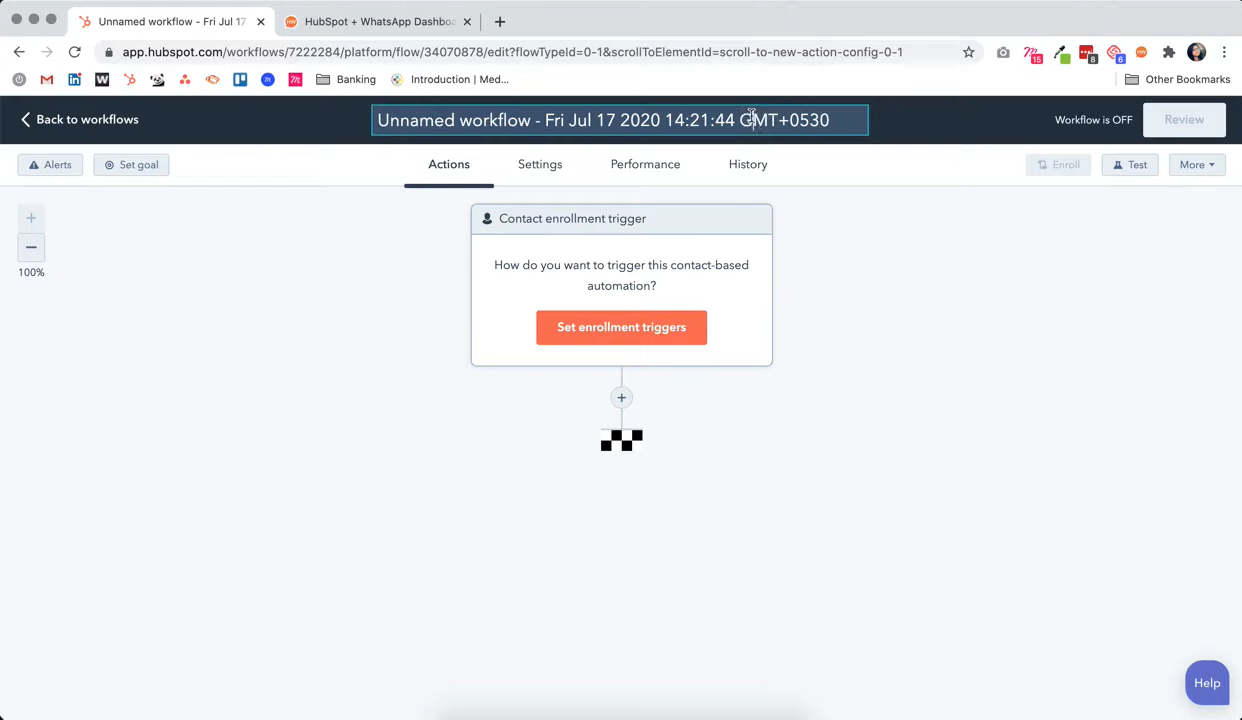 Unnamed workflow - Fri Jul 17
HubSpot + WhatsApp Dashbo
app.hubspot.com/workflows/7222284/platform/flow/34070878/edit?flowTypeId=0-1&scrollToElementId=scroll-to-new-action-config-0-1
15
8
6
Banking
Introduction | Med...
Other Bookmarks
Back to workflows
Unnamed workflow - Fri Jul 17 2020 14:21:44 GMT+0530
Workflow is OFF
Review
Alerts
Set goal
Actions
Settings
Performance
History
Enroll
Test
More
Contact enrollment trigger
100%
How do you want to trigger this contact-based
automation?
Set enrollment triggers
Help